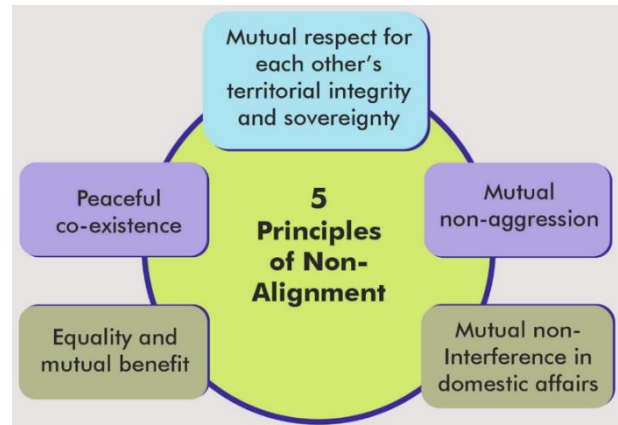 Mutual respect for
each other's
territorial integrity
and sovereignty
Peaceful
co-existence
5
Principles
of Non-
Alignment
Mutual
non-aggression
Equality and
mutual benefit
Mutual non-
Interference in
domestic affairs